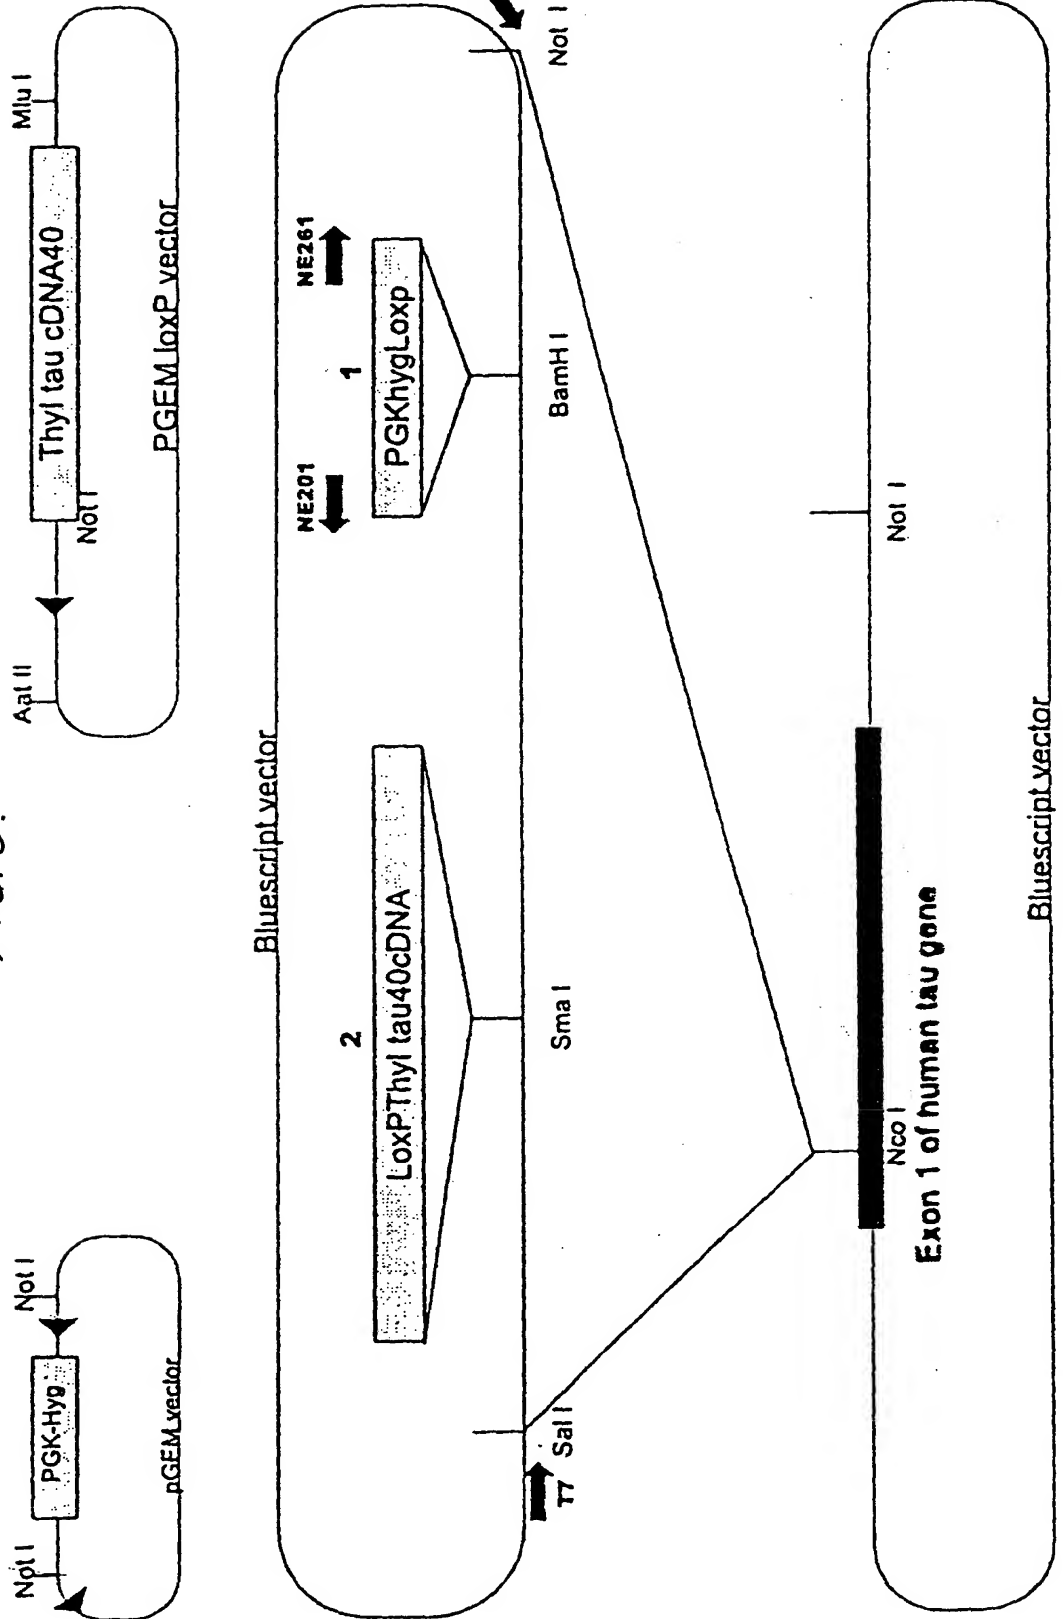 Not I
PGK-Hyg
Not I
pGEM vector
Aat II
Not I
Thyl tau cDNA40
Mlu I
PGEM loxP vector
Bluescript vector
2
LoxPThyl tau40cDNA
NE201
1
NE261
PGKhygLoxp
T7
Sal I
Sma I
BamH I
Not I
Nco I
Exon 1 of human tau gene
Not I
Bluescript vector